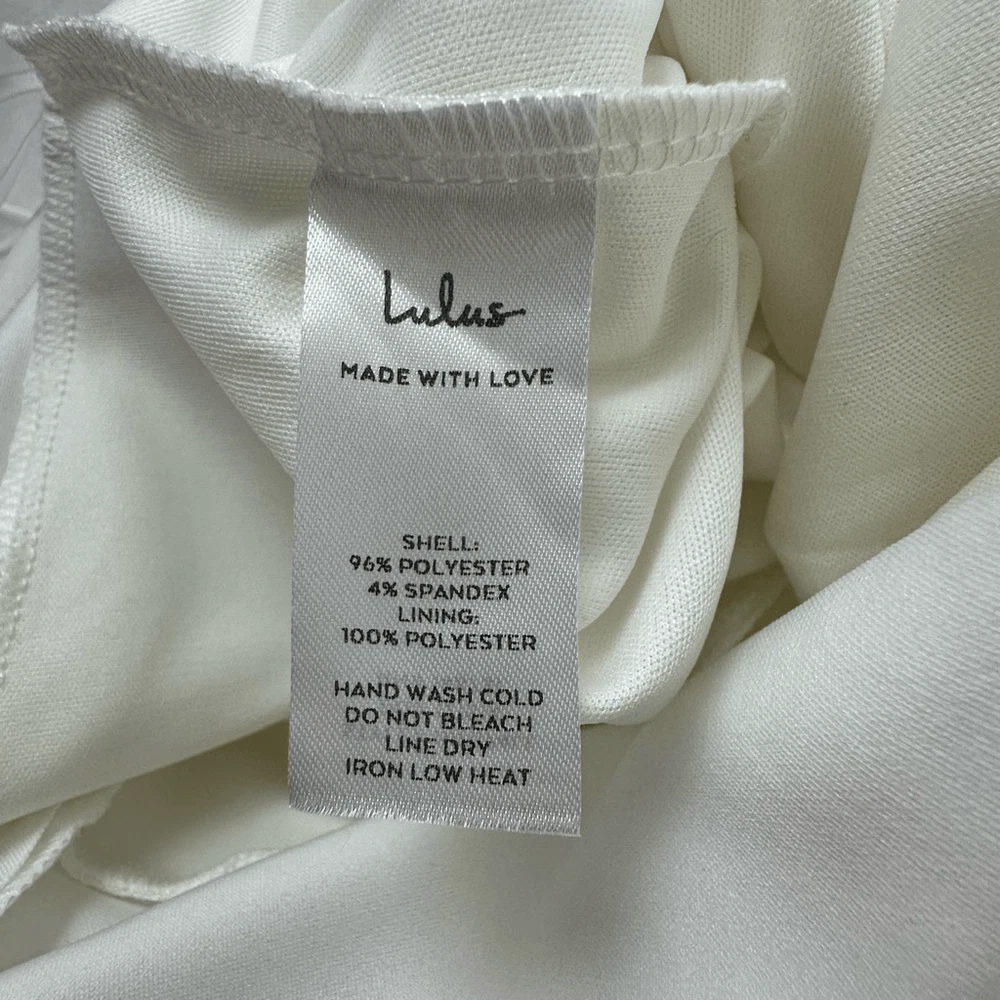 Lulus
MADE WITH LOVE
SHELL:
96% POLYESTER
4% SPANDEX
LINING:
100% POLYESTER
HAND WASH COLD
DO NOT BLEACH
LINE DRY
IRON LOW HEAT